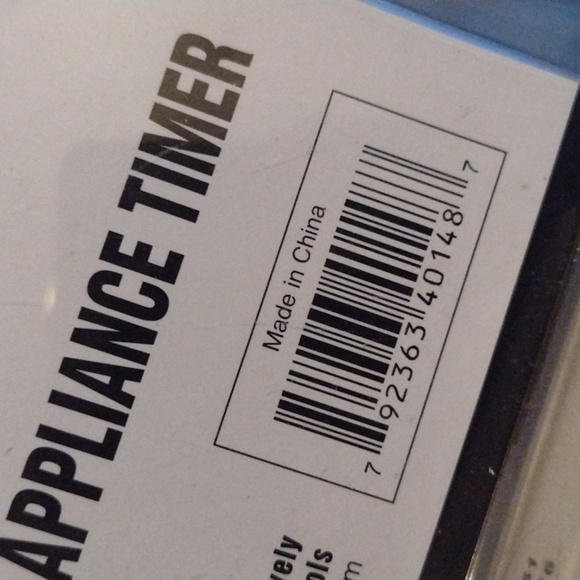 APPLIANCE TIMER
Made in China
7 92363 40148 7